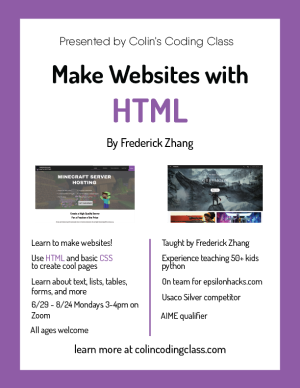 Presented by Colin's Coding Class
Make Websites with
HTML
By Frederick Zhang
MINECRAFT SERVER
HOSTING
Learn to make websites!
Use HTML and basic CSS
to create cool pages
Learn about text, lists, tables,
forms, and more
6/29 - 8/24 Mondays 3-4pm on
Zoom
All ages welcome
Taught by Frederick Zhang
Experience teaching 50+ kids
python
On team for epsilonhacks.com
Usaco Silver competitor
AIME qualifier
learn more at colincodingclass.com